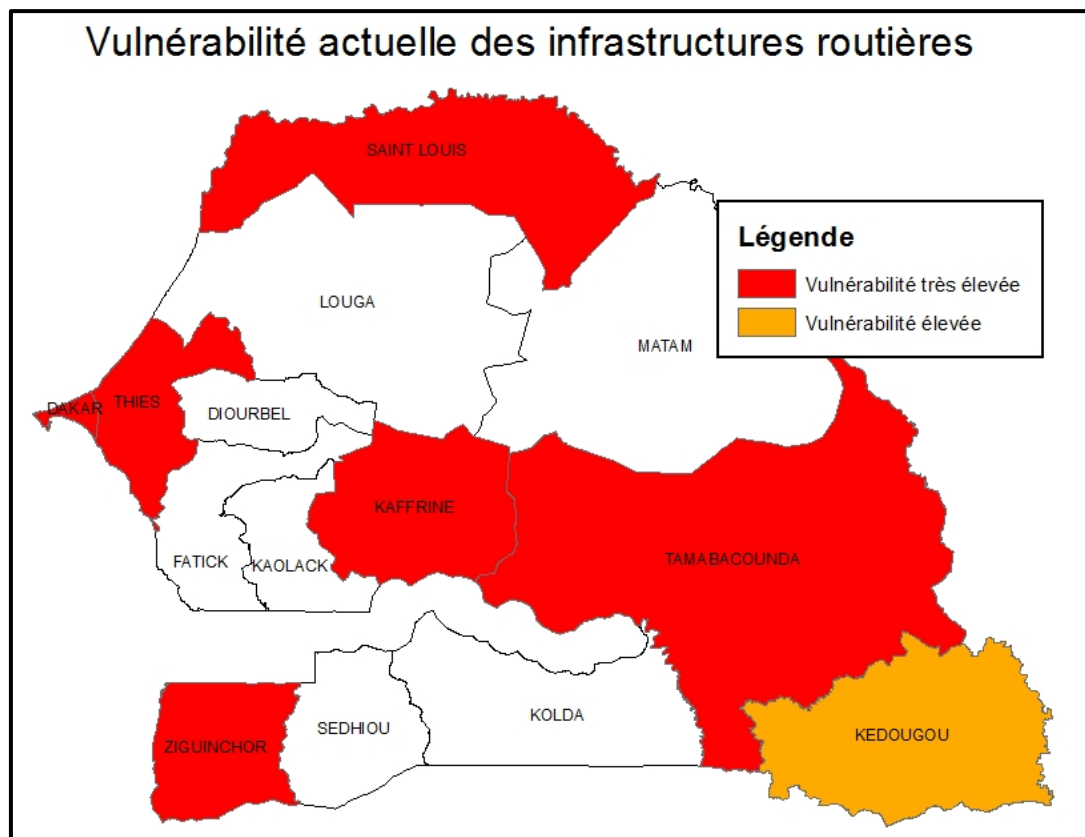 Vulnérabilité actuelle des infrastructures routières
SAINT LOUIS
Légende
Vulnérabilité très élevée
Vulnérabilité élevée
LOUGA
MATAM
DAKAR
THIES
DIOURBEL
KAFFRINE
FATICK
KAOLACK
TAMABACOUNDA
ZIGUINCHOR
SEDHIOU
KOLDA
KEDOUGOU